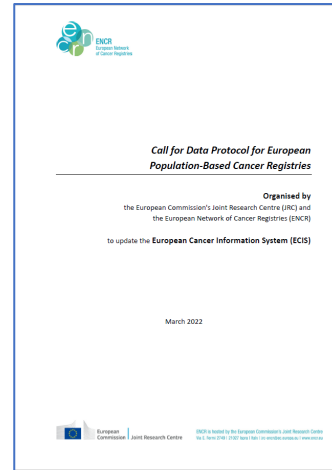 encr
ENCR
European Network
of Cancer Registries
Call for Data Protocol for European
Population-Based Cancer Registries
Organised by
the European Commission's Joint Research Centre (JRC) and
the European Network of Cancer Registries (ENCR)
to update the European Cancer Information System (ECIS)
March 2022
European
Commission
Joint Research Centre
ENCR is hosted by the European Commission's Joint Research Centre